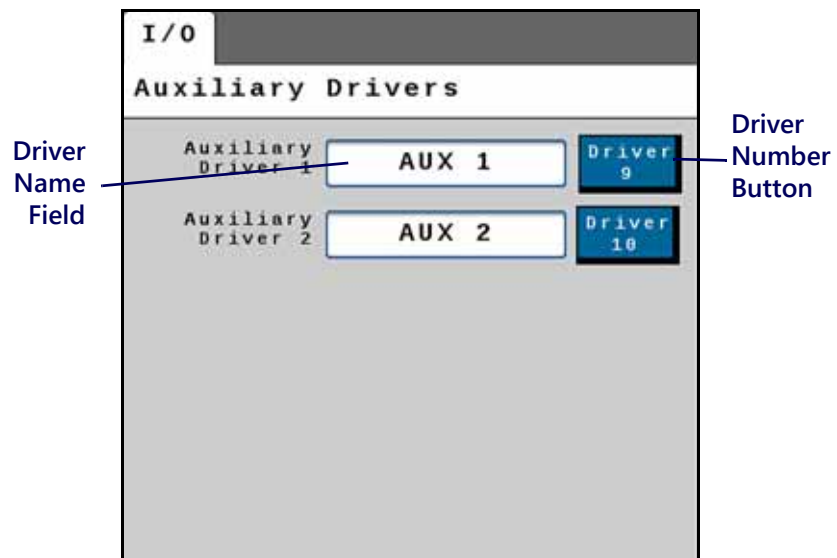 I/O
Auxiliary Drivers
Driver
Name
Field
Auxiliary
Driver 1
AUX 1
Driver
9
Driver
Number
Button
Auxiliary
Driver 2
AUX 2
Driver
10